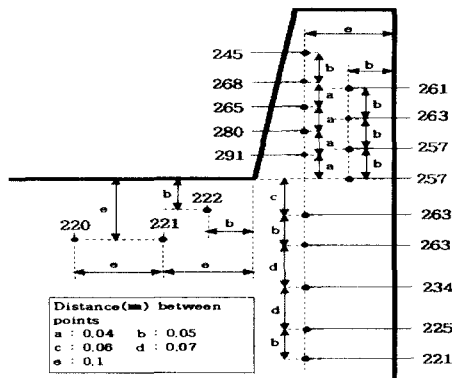 e
245
b
b
268
261
a
265
b
a
263
280
b
a
257
291
b
a
257
e
b
222
c
263
220
221
b
b
263
e
e
d
234
d
225
b
221
Distance(mm) between
points
a : 0.04 b : 0.05
c : 0.06 d : 0.07
e : 0.1